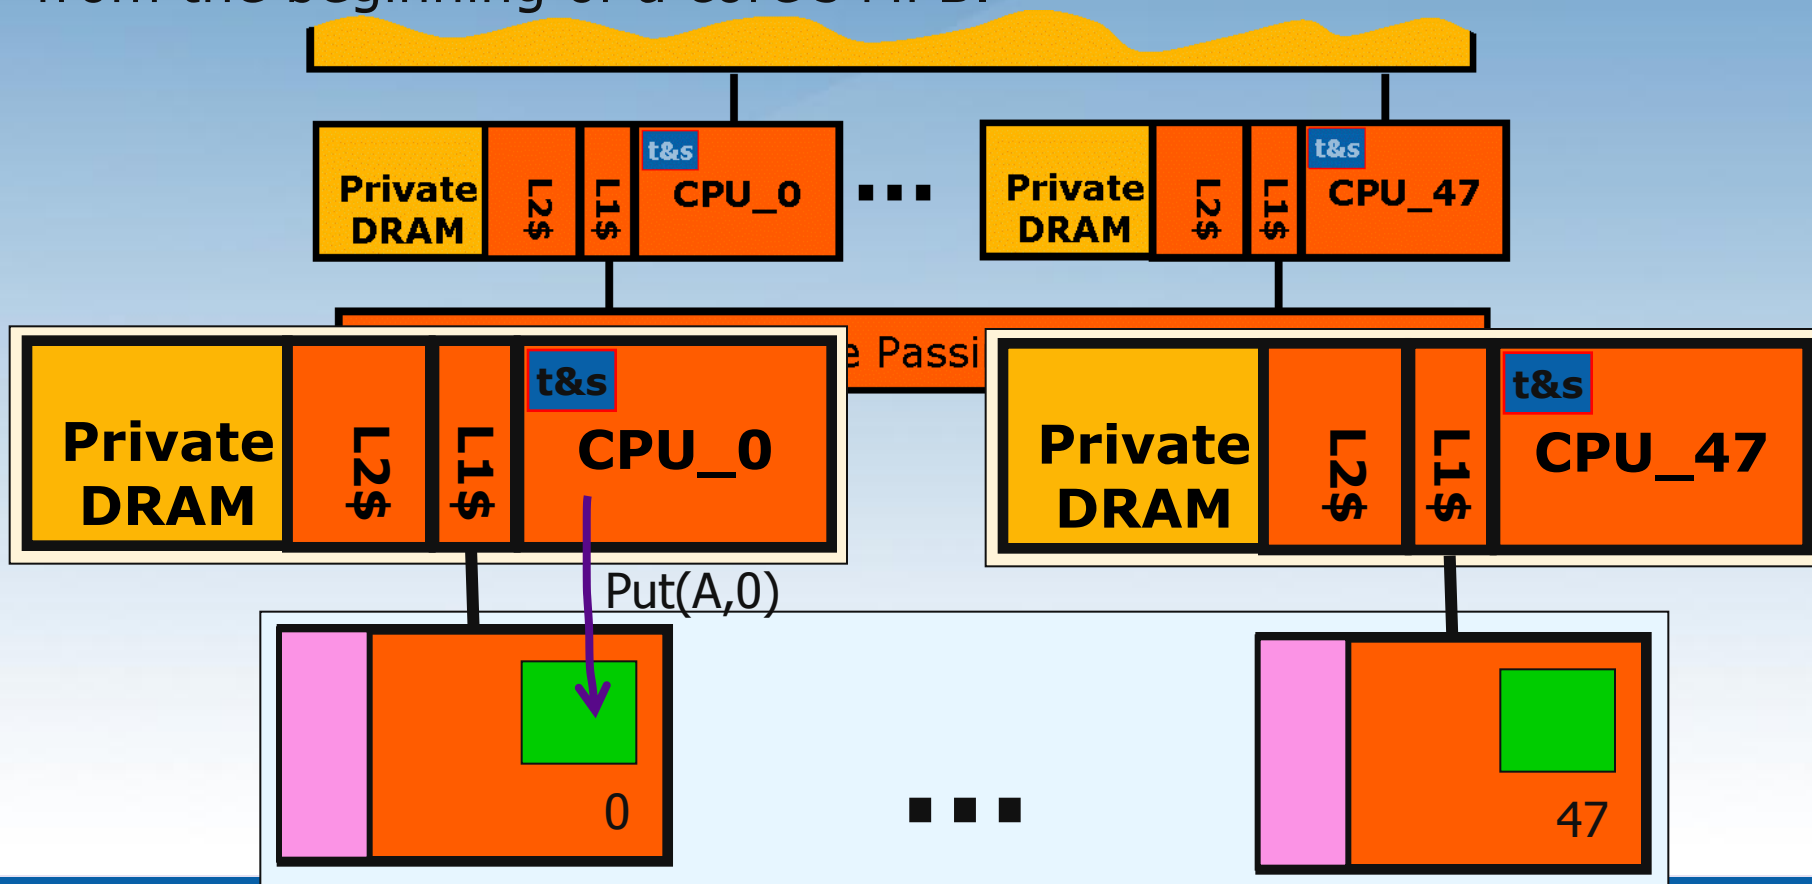 t&s
t&s
Private
DRAM
L2$
L1$
CPU_0
...
Private
DRAM
L2$
L1$
CPU_47
e Passi
t&s
t&s
Private
DRAM
L2$
L1$
CPU_0
Private
DRAM
L2$
L1$
CPU_47
Put(A,0)
0
...
47